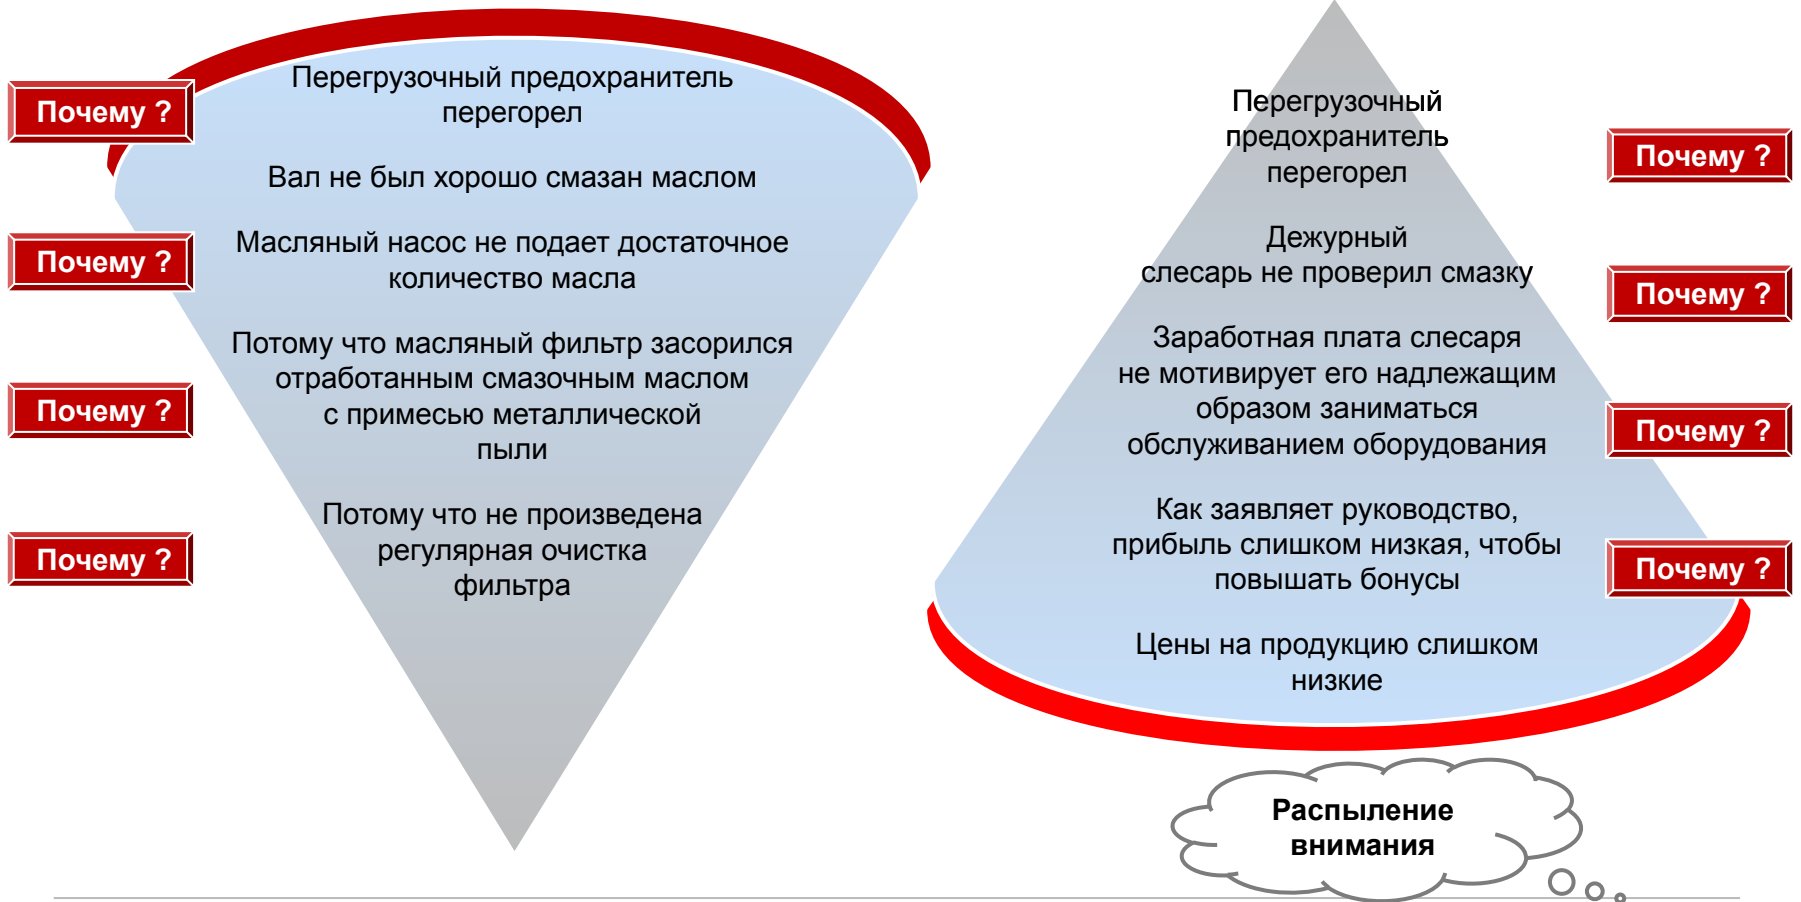 Почему ?
Почему ?
Почему ?
Почему ?
Перегрузочный предохранитель
перегорел
Вал не был хорошо смазан маслом
Масляный насос не подает достаточное
количество масла
Потому что масляный фильтр засорился
отработанным смазочным маслом
с примесью металлической
пыли
Потому что не произведена
регулярная очистка
фильтра
Перегрузочный
предохранитель
перегорел
Дежурный
слесарь не проверил смазку
Заработная плата слесаря
не мотивирует его надлежащим
образом заниматься
обслуживанием оборудования
Как заявляет руководство,
прибыль слишком низкая, чтобы
повышать бонусы
Цены на продукцию слишком
низкие
Почему ?
Почему ?
Почему ?
Почему ?
Распыление
внимания